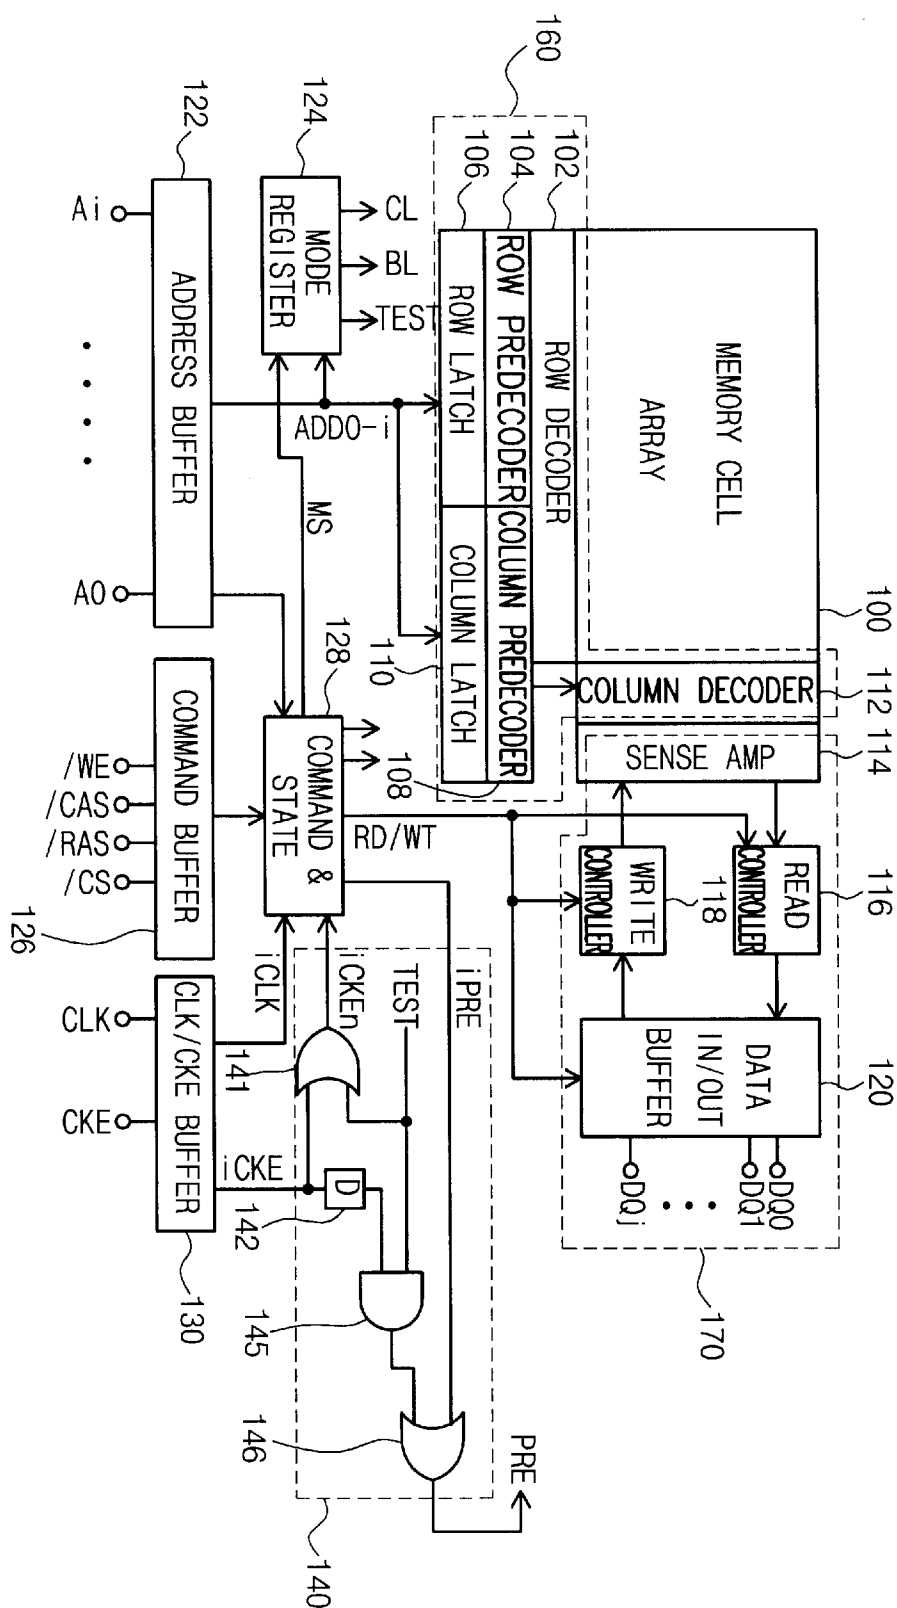 100
112
114
116
120
MEMORY CELL
ARRAY
COLUMN DECODER
SENSE AMP
READ
CONTROLLER
WRITE
CONTROLLER
118
DATA
IN/OUT
BUFFER
DQ0
DQ1
DQj
170
160
102
104
106
ROW DECODER
ROW PREDECODER
COLUMN PREDECODER
ROW LATCH
COLUMN LATCH
110
108
124
MODE
REGISTER
CL
BL
TEST
ADD0-i
MS
128
COMMAND &
STATE
RD/WT
iPRE
TEST
iCKEn
iCLK
141
iCKE
D
142
145
146
PRE
140
122
ADDRESS BUFFER
COMMAND BUFFER
126
CLK/CKE BUFFER
130
Ai
A0
/WE
/CAS
/RAS
/CS
CLK
CKE